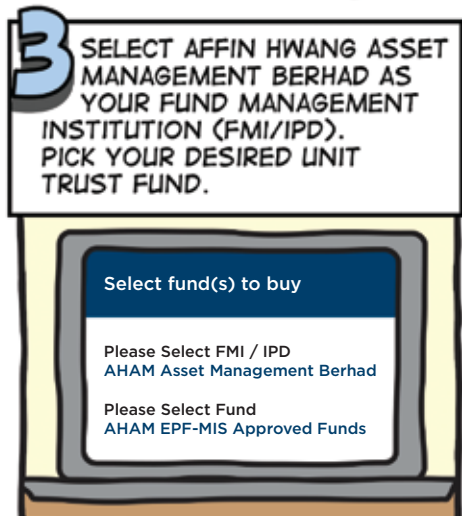 3
SELECT AFFIN HWANG ASSET
MANAGEMENT BERHAD AS
YOUR FUND MANAGEMENT
INSTITUTION (FMI/IPD).
PICK YOUR DESIRED UNIT
TRUST FUND.
Select fund(s) to buy
Please Select FMI / IPD
AHAM Asset Management Berhad
Please Select Fund
AHAM EPF-MIS Approved Funds